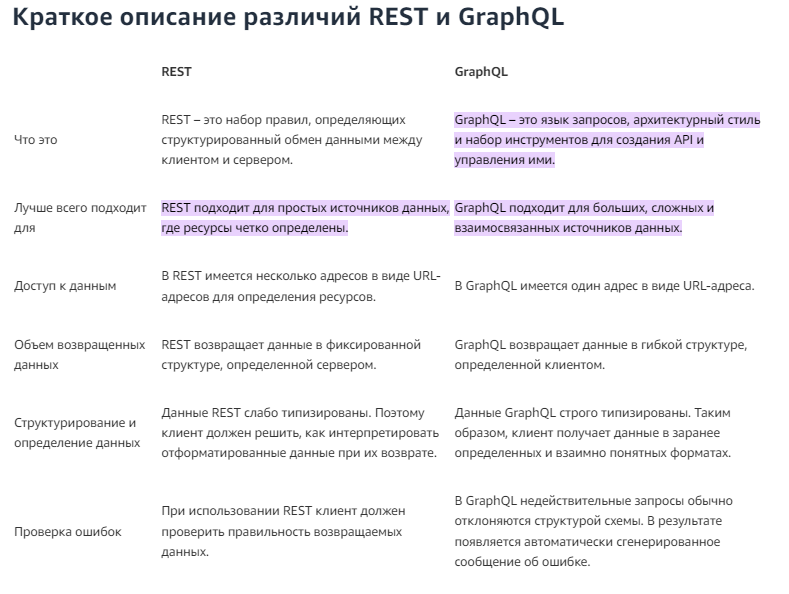 Краткое описание различий REST и GraphQL
REST
GraphQL
Что это
REST – это набор правил, определяющих
структурированный обмен данными между
клиентом и сервером.
GraphQL – это язык запросов, архитектурный стиль
и набор инструментов для создания API и
управления ими.
Лучше всего подходит
для
REST подходит для простых источников данных,
где ресурсы четко определены.
GraphQL подходит для больших, сложных и
взаимосвязанных источников данных.
Доступ к данным
В REST имеется несколько адресов в виде URL-
адресов для определения ресурсов.
В GraphQL имеется один адрес в виде URL-адреса.
Объем возвращенных
данных
REST возвращает данные в фиксированной
структуре, определенной сервером.
GraphQL возвращает данные в гибкой структуре,
определенной клиентом.
Структурирование и
определение данных
Данные REST слабо типизированы. Поэтому
клиент должен решить, как интерпретировать
отформатированные данные при их возврате.
Данные GraphQL строго типизированы. Таким
образом, клиент получает данные в заранее
определенных и взаимно понятных форматах.
Проверка ошибок
При использовании REST клиент должен
проверить правильность возвращаемых
данных.
В GraphQL недействительные запросы обычно
отклоняются структурой схемы. В результате
появляется автоматически сгенерированное
сообщение об ошибке.